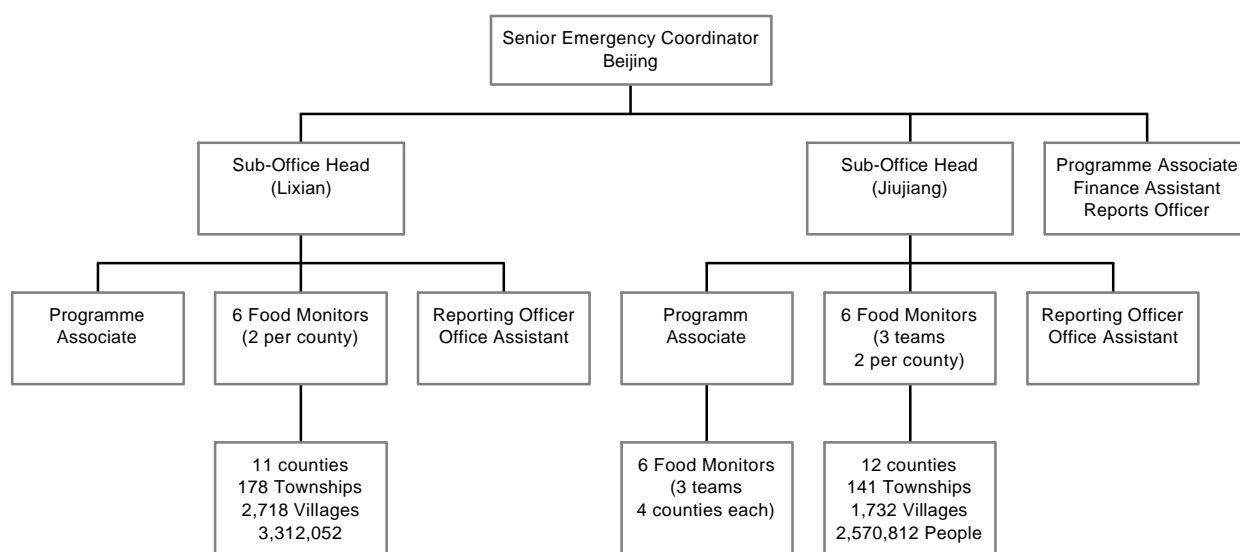 Senior Emergency Coordinator
Beijing
Sub-Office Head
(Lixian)
Sub-Office Head
(Jiujiang)
Programme Associate
Finance Assistant
Reports Officer
Programme
Associate
6 Food Monitors
(2 per county)
Reporting Officer
Office Assistant
Programm
Associate
6 Food Monitors
(3 teams
2 per county)
Reporting Officer
Office Assistant
11 counties
178 Townships
2,718 Villages
3,312,052
6 Food Monitors
(3 teams
4 counties each)
12 counties
141 Townships
1,732 Villages
2,570,812 People